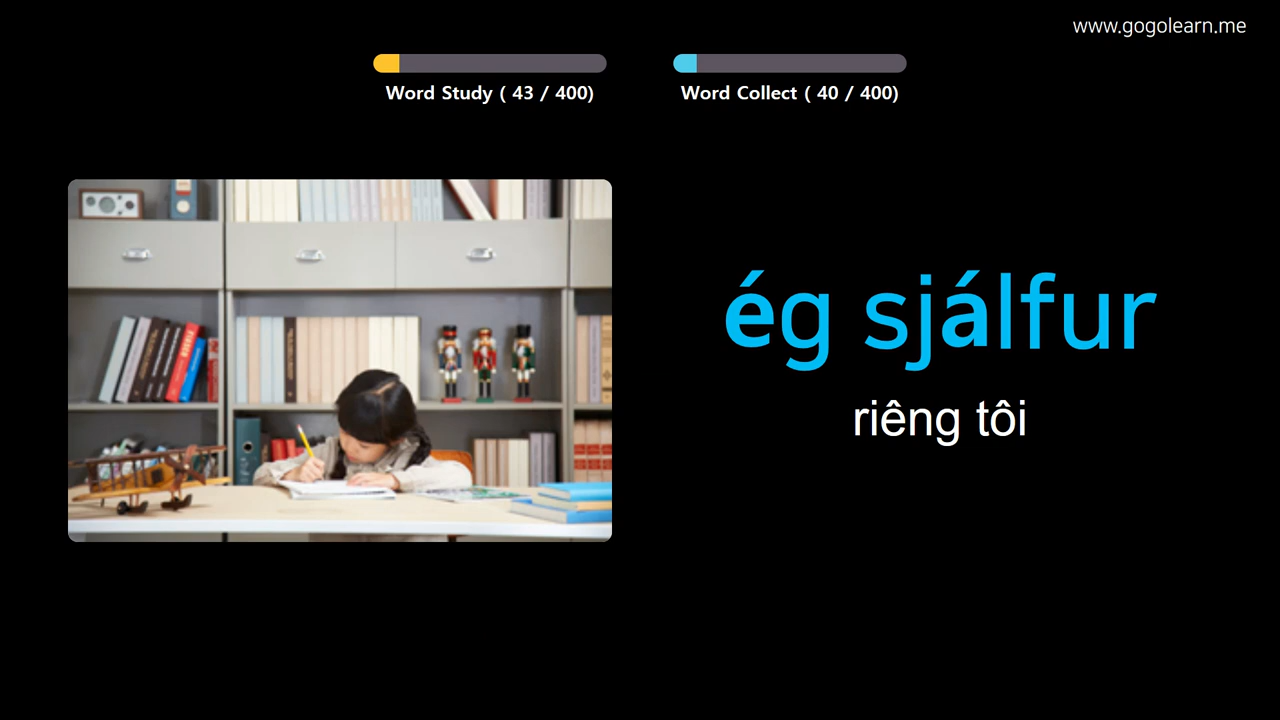 www.gogolearn.me
Word Study ( 43 / 400)
Word Collect ( 40 / 400)
ég sjálfur
riêng tôi